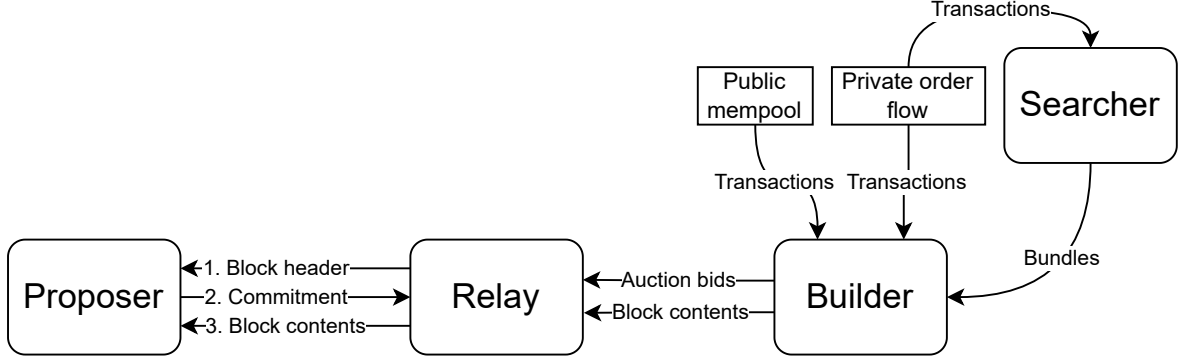 Transactions
Public
mempool
Private order
flow
Searcher
Transactions
Transactions
Bundles
Proposer
1. Block header
2. Commitment
3. Block contents
Relay
Auction bids
Block contents
Builder